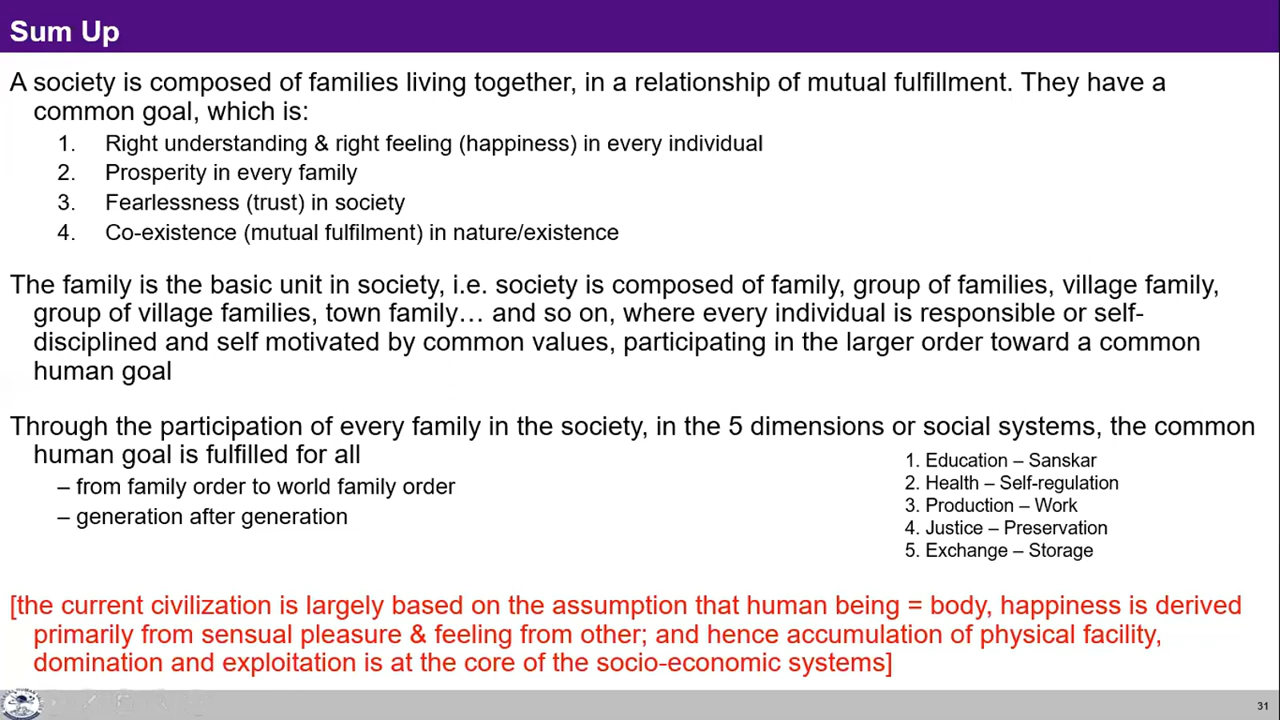 Sum Up
A society is composed of families living together, in a relationship of mutual fulfillment. They have a
common goal, which is:
1. Right understanding & right feeling (happiness) in every individual
2. Prosperity in every family
3. Fearlessness (trust) in society
4. Co-existence (mutual fulfilment) in nature/existence
The family is the basic unit in society, i.e. society is composed of family, group of families, village family,
group of village families, town family… and so on, where every individual is responsible or self-
disciplined and self motivated by common values, participating in the larger order toward a common
human goal
Through the participation of every family in the society, in the 5 dimensions or social systems, the common
human goal is fulfilled for all
– from family order to world family order
– generation after generation
1. Education – Sanskar
2. Health – Self-regulation
3. Production – Work
4. Justice – Preservation
5. Exchange – Storage
[the current civilization is largely based on the assumption that human being = body, happiness is derived
primarily from sensual pleasure & feeling from other; and hence accumulation of physical facility,
domination and exploitation is at the core of the socio-economic systems]
31